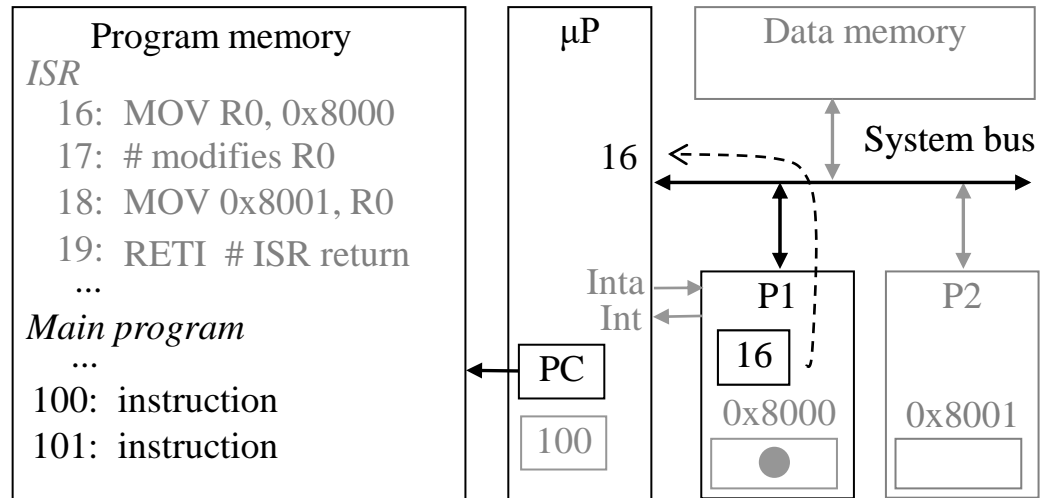 Program memory
ISR
16: MOV R0, 0x8000
17: # modifies R0
18: MOV 0x8001, R0
19: RETI # ISR return
...
Main program
...
100: instruction
101: instruction
μP
16
Inta
Int
PC
100
Data memory
System bus
P1
16
0x8000
P2
0x8001